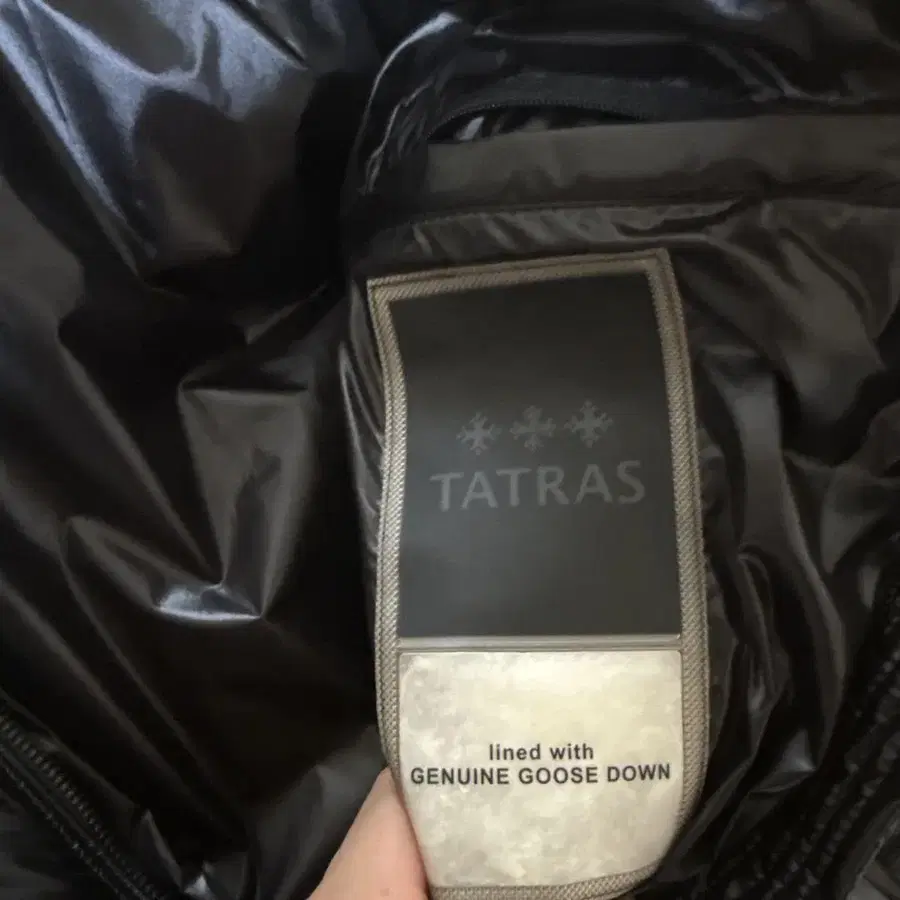 TATRAS
lined with
GENUINE GOOSE DOWN